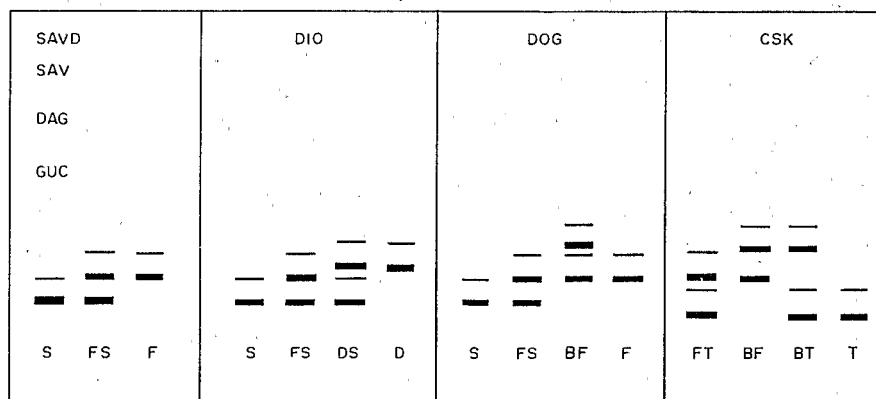 SAVD DIO DOG CSK
SAV
DAG
GUC
S FS F S FS DS D S FS BF F FT BF BT T